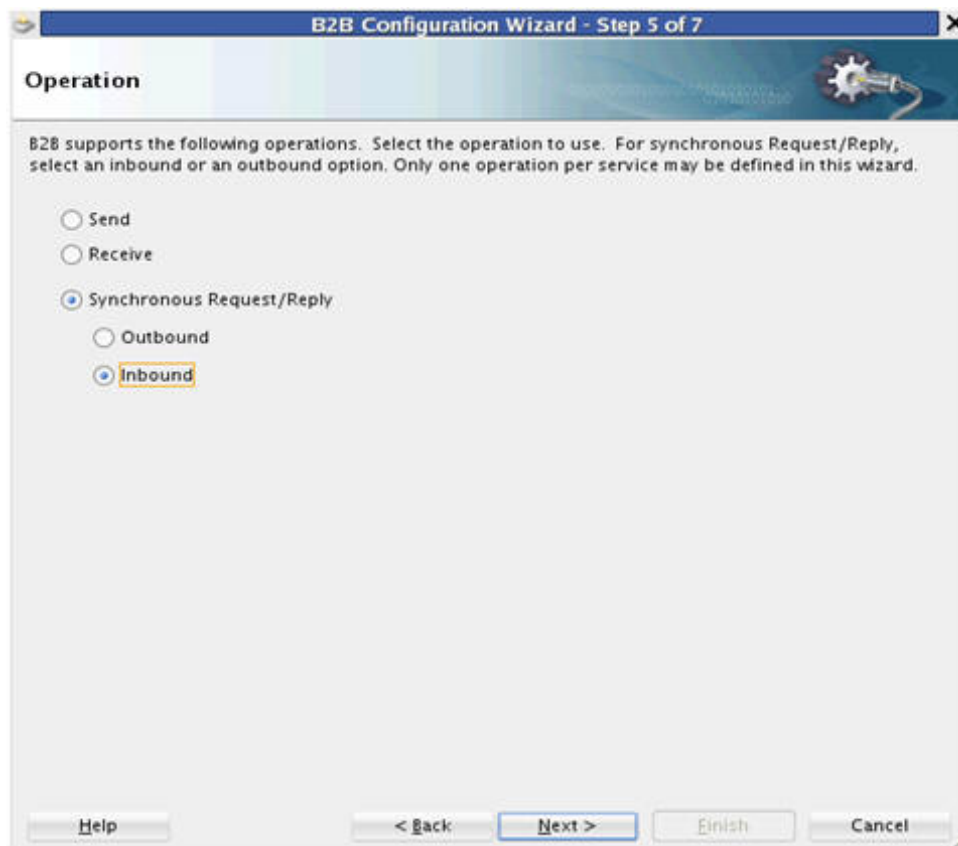 B2B Configuration Wizard - Step 5 of 7
Operation
B2B supports the following operations. Select the operation to use. For synchronous Request/Reply,
select an inbound or an outbound option. Only one operation per service may be defined in this wizard.
Send
Receive
Synchronous Request/Reply
Outbound
Inbound
Help
< Back
Next >
Finish
Cancel